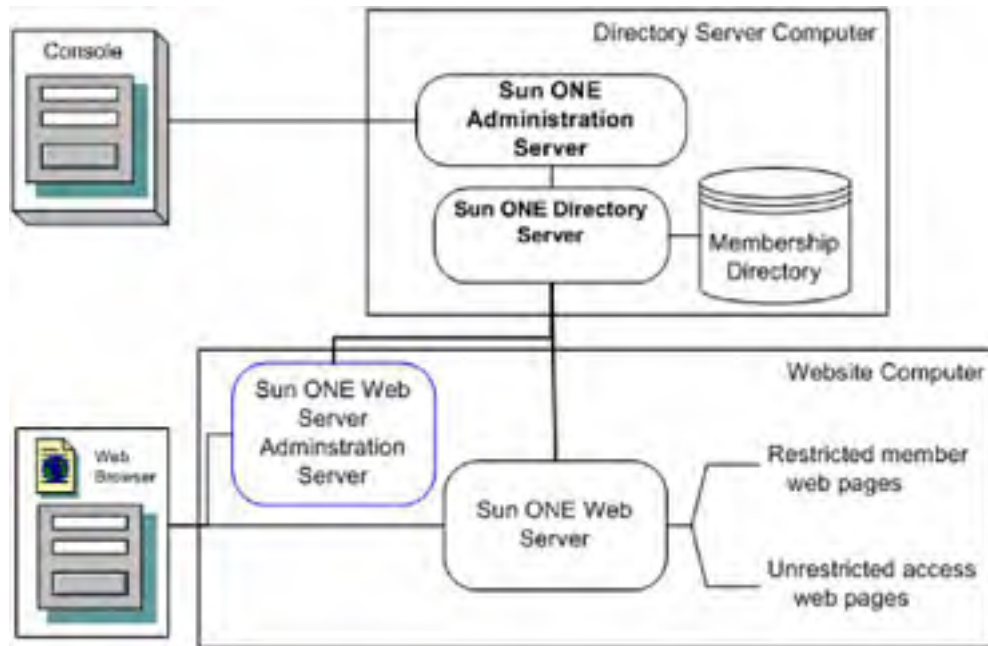 Console
Directory Server Computer
Sun ONE
Administration
Server
Sun ONE Directory
Server
Membership
Directory
Website Computer
Sun ONE Web
Server
Adminstration
Server
Web
Browser
Sun ONE Web
Server
Restricted member
web pages
Unrestricted access
web pages